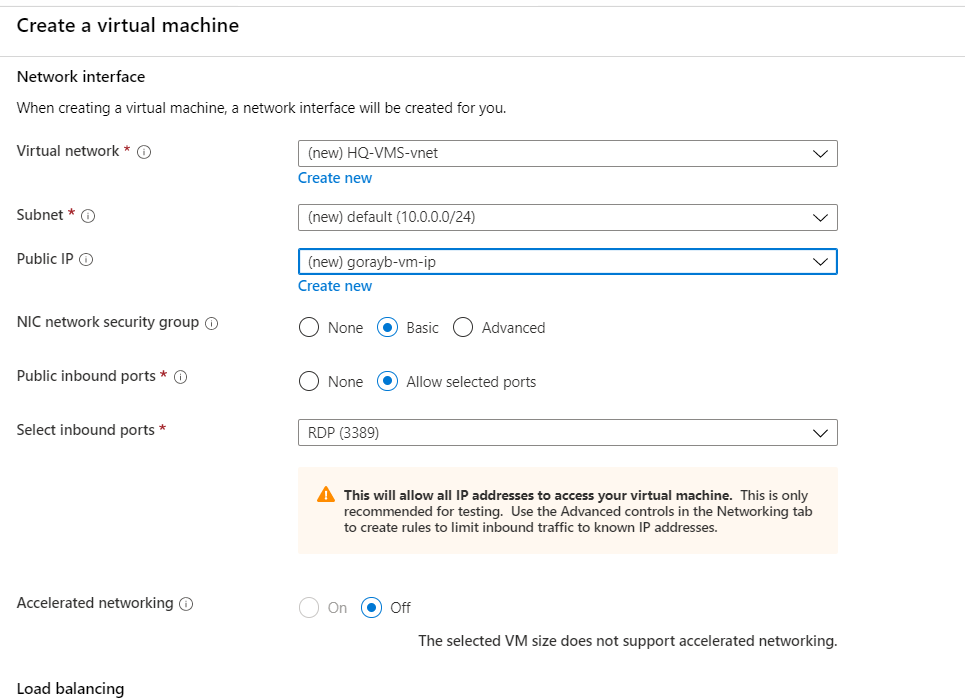 Create a virtual machine
Network interface
When creating a virtual machine, a network interface will be created for you.
Virtual network *
(new) HQ-VMS-vnet
Create new
Subnet *
(new) default (10.0.0.0/24)
Public IP
(new) gorayb-vm-ip
Create new
NIC network security group
None Basic Advanced
Public inbound ports *
None Allow selected ports
Select inbound ports *
RDP (3389)
This will allow all IP addresses to access your virtual machine. This is only
recommended for testing. Use the Advanced controls in the Networking tab
to create rules to limit inbound traffic to known IP addresses.
Accelerated networking
On Off
The selected VM size does not support accelerated networking.
Load balancing